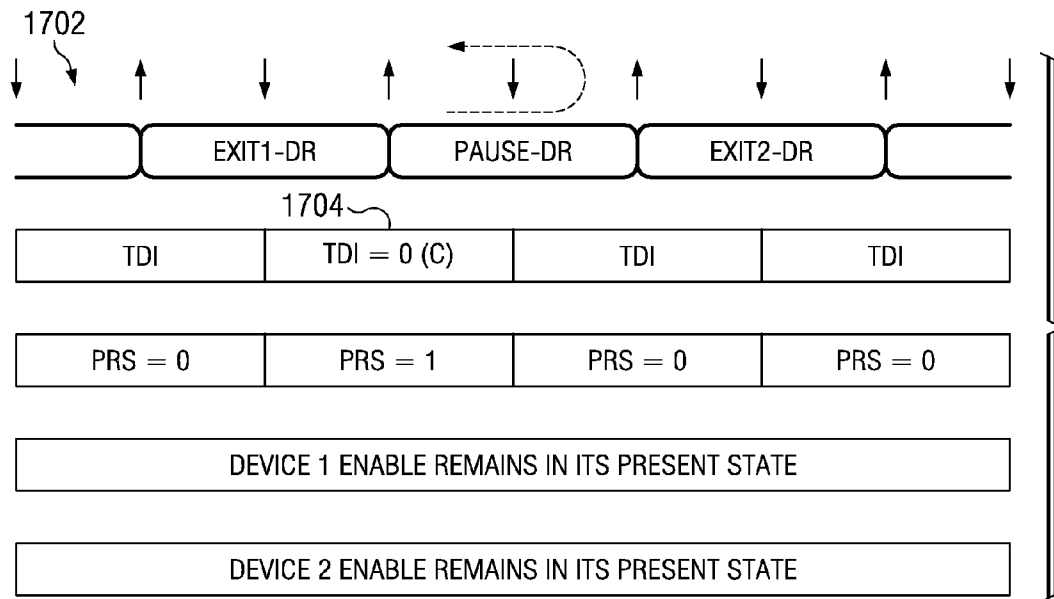 1702
EXIT1-DR PAUSE-DR EXIT2-DR
1704
TDI TDI = 0 (C) TDI TDI
PRS = 0 PRS = 1 PRS = 0 PRS = 0
DEVICE 1 ENABLE REMAINS IN ITS PRESENT STATE
DEVICE 2 ENABLE REMAINS IN ITS PRESENT STATE